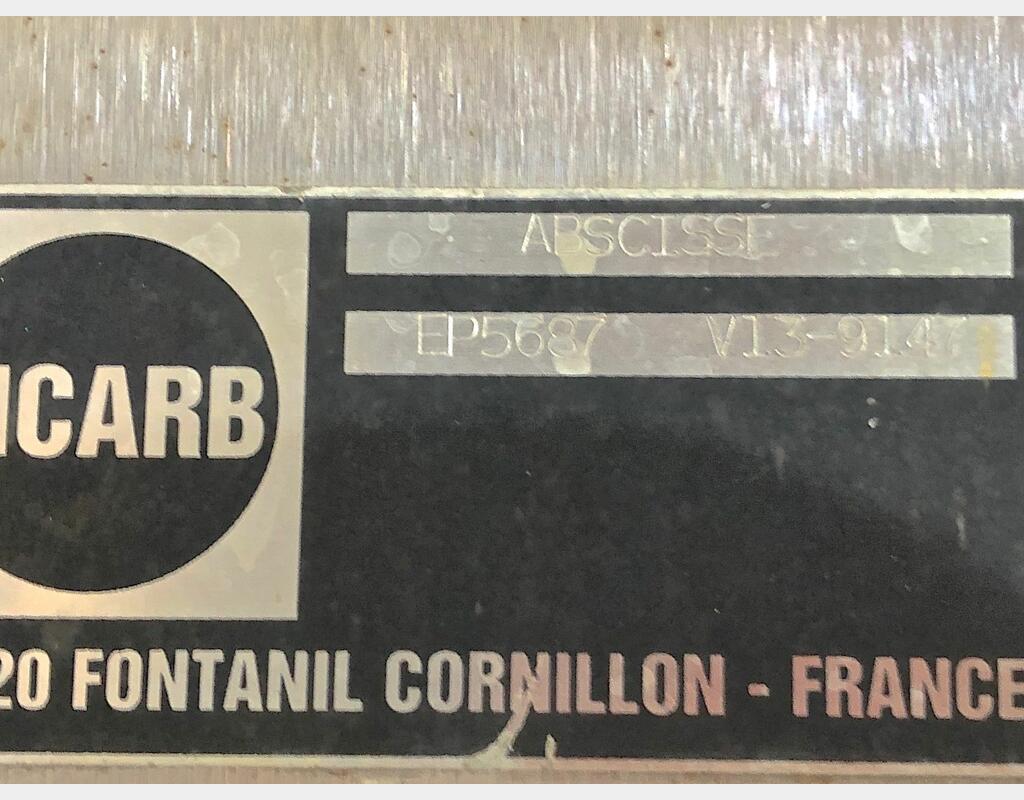 ABSCISSE
EP5687 V13-9147
ICARB
20 FONTANIL CORNILLON - FRANCE